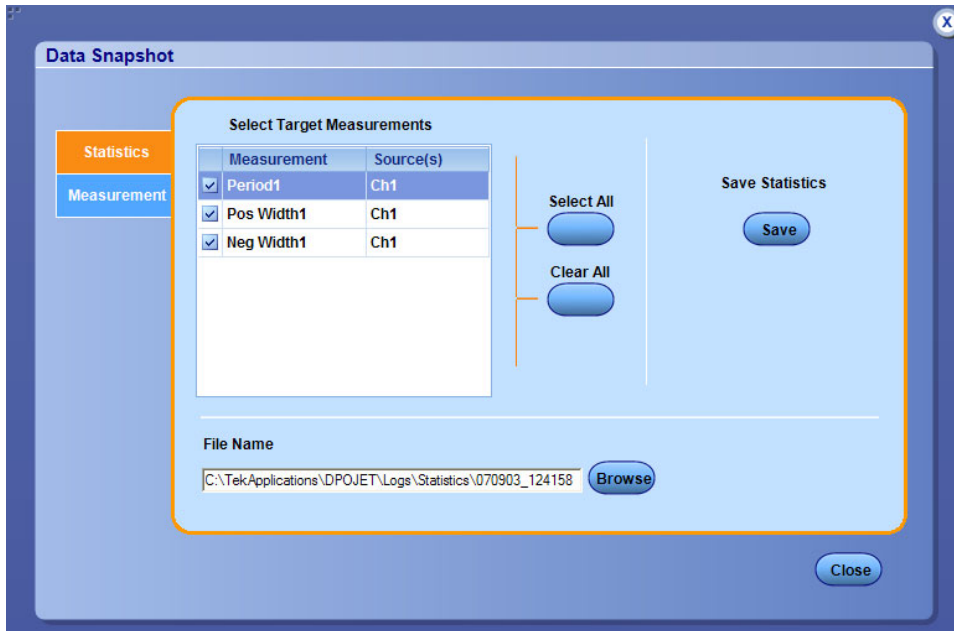 X
Data Snapshot
Statistics
Measurement
Select Target Measurements
Measurement Source(s)
Period1 Ch1
Pos Width1 Ch1
Neg Width1 Ch1
Select All
Clear All
Save Statistics
Save
File Name
C:\TekApplications\DPOJET\Logs\Statistics\070903_124158
Browse
Close